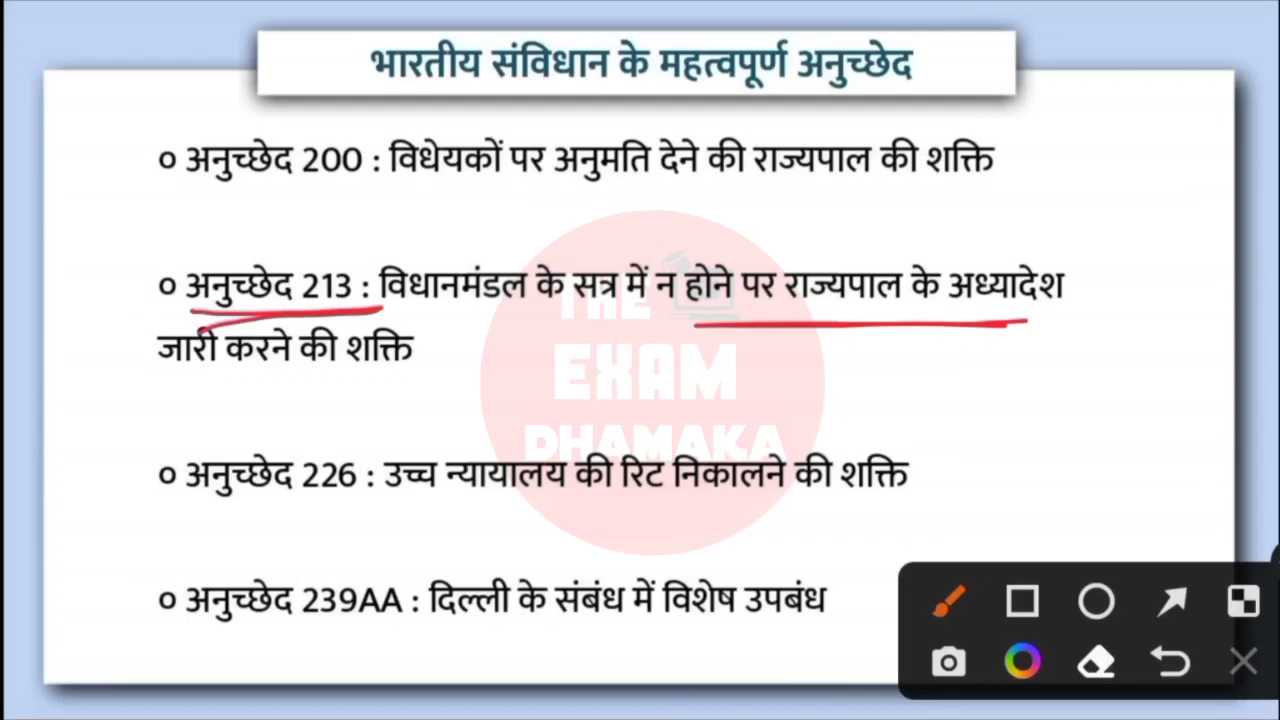 भारतीय संविधान के महत्वपूर्ण अनुच्छेद
o अनुच्छेद 200 : विधेयकों पर अनुमति देने की राज्यपाल की शक्ति
o अनुच्छेद 213 : विधानमंडल के सत्र में न होने पर राज्यपाल के अध्यादेश
जारी करने की शक्ति
o अनुच्छेद 226 : उच्च न्यायालय की रिट निकालने की शक्ति
o अनुच्छेद 239AA : दिल्ली के संबंध में विशेष उपबंध
THE
EXAM
DHAMAKA